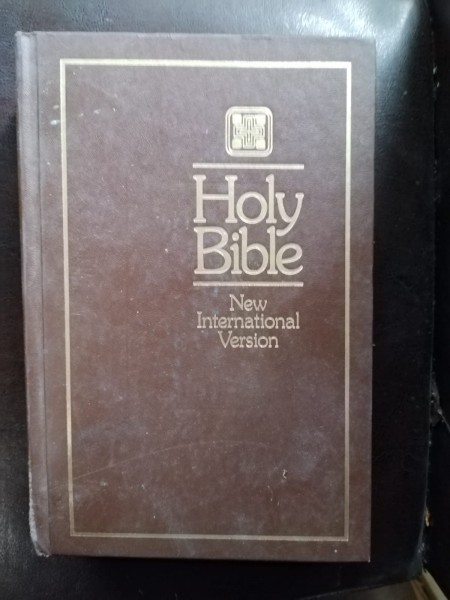 Holy
Bible
New
International
Version